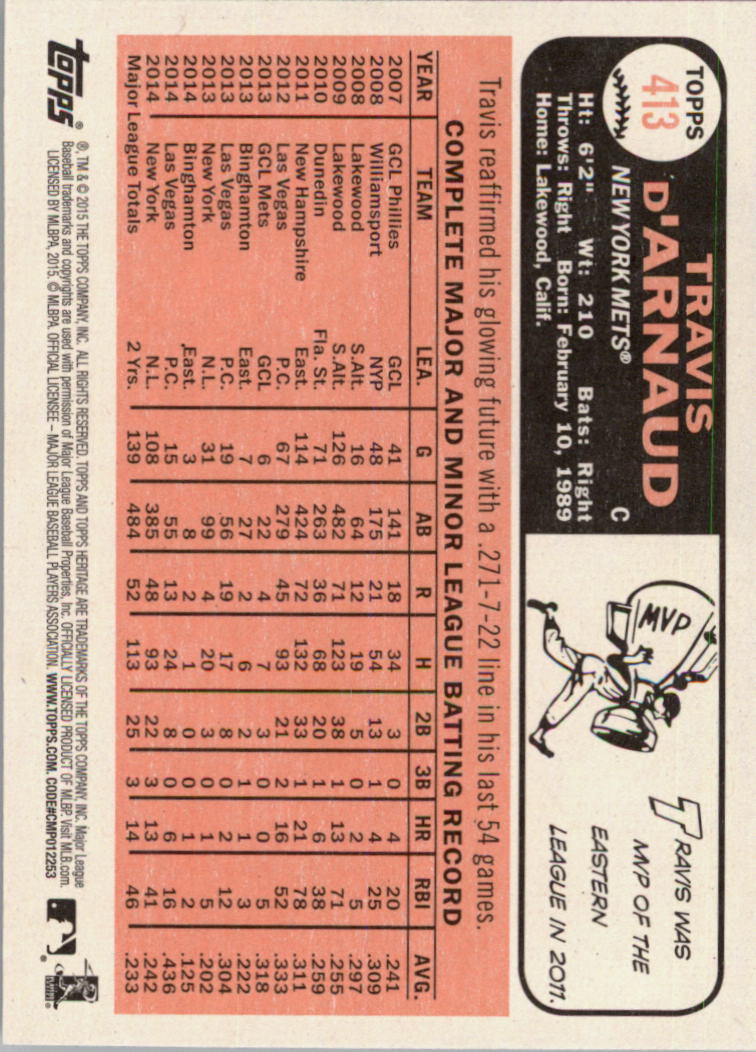 TOPPS
413
TRAVIS
D'ARNAUD
NEW YORK METS® C
Ht: 6'2" W: 210 Bats: Right
Throws: Right Born: February 10, 1989
Home: Lakewood, Calif.
MVP
TRAVIS WAS
MVP OF THE
EASTERN
LEAGUE IN 2011.
Travis reaffirmed his glowing future with a .271-7-22 line in his last 54 games.
COMPLETE MAJOR AND MINOR LEAGUE BATTING RECORD
YEAR TEAM LEA. G AB R H 2B 3B HR RBI AVG.
2007 GCL Phillies GCL 41 141 18 34 3 0 4 20 .241
2008 Williamsport NYP 48 175 21 54 13 1 4 25 .309
2008 Lakewood S.Alt. 16 64 12 19 5 0 2 5 .297
2009 Lakewood S.Alt. 126 482 71 123 38 1 13 71 .255
2010 Dunedin Fla. St. 71 263 36 68 20 1 6 38 .259
2011 New Hampshire East. 114 424 72 132 33 1 21 78 .311
2012 Las Vegas P.C. 67 279 45 93 21 2 16 52 .333
2013 GCL Mets GCL 6 22 4 7 3 0 0 5 .318
2013 Binghamton East. 7 27 2 6 2 1 1 3 .222
2013 Las Vegas P.C. 19 56 19 17 8 0 2 12 .304
2013 New York N.L. 31 99 4 20 3 0 1 5 .202
2014 Binghamton East. 3 8 2 1 0 0 1 2 .125
2014 Las Vegas P.C. 15 55 13 24 8 0 6 16 .436
2014 New York N.L. 108 385 48 93 22 3 13 41 .242
Major League Totals 2 Yrs. 139 484 52 113 25 3 14 46 .233
topps® ®, TM & © 2015 THE TOPPS COMPANY, INC. ALL RIGHTS RESERVED. TOPPS AND TOPPS HERITAGE ARE TRADEMARKS OF THE TOPPS COMPANY, INC. Major League
Baseball trademarks and copyrights are used with permission of Major League Baseball Properties, Inc. OFFICIALLY LICENSED PRODUCT OF MLBP. Visit MLB.com.
LICENSED BY MLBPA, 2015. © MLBPA. OFFICIAL LICENSEE – MAJOR LEAGUE BASEBALL PLAYERS ASSOCIATION. WWW.TOPPS.COM. CODE#CMP012253